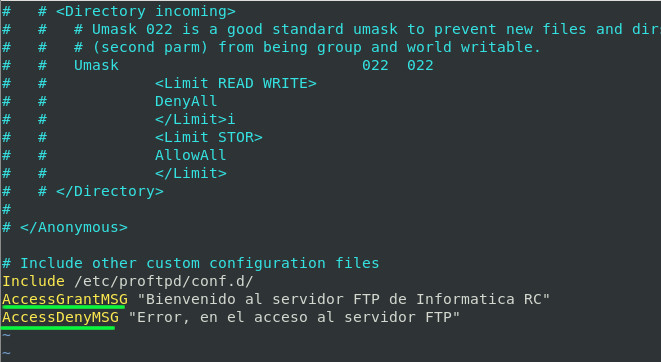 #   # <Directory incoming>
#   #   # Umask 022 is a good standard umask to prevent new files and dirs
#   #   # (second parm) from being group and world writable.
#   #   Umask                           022  022
#   #            <Limit READ WRITE>
#   #            DenyAll
#   #            </Limit>i
#   #            <Limit STOR>
#   #            AllowAll
#   #            </Limit>
#   # </Directory>
#
# </Anonymous>
# Include other custom configuration files
Include /etc/proftpd/conf.d/
AccessGrantMSG "Bienvenido al servidor FTP de Informatica RC"
AccessDenyMSG "Error, en el acceso al servidor FTP"
~
~